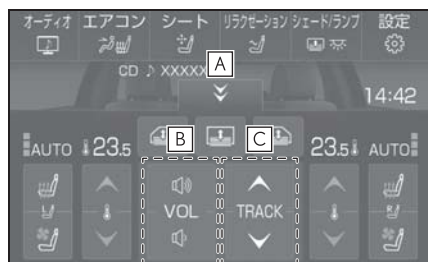 オーディオ エアコン シート リラクゼーション シェード/ランプ 設定
CD ♪ XXXXX
A
14:42
B C
AUTO 23.5 23.5 AUTO
VOL TRACK